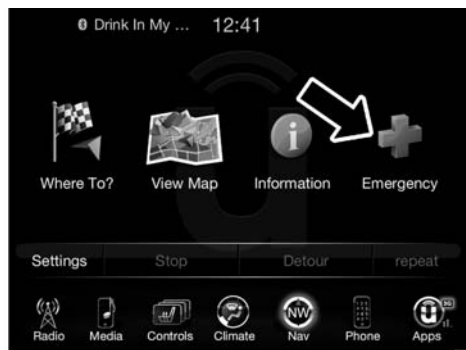 Drink In My ... 12:41
Where To? View Map Information Emergency
Settings Stop Detour repeat
NW
3G
Radio Media Controls Climate Nav Phone Apps